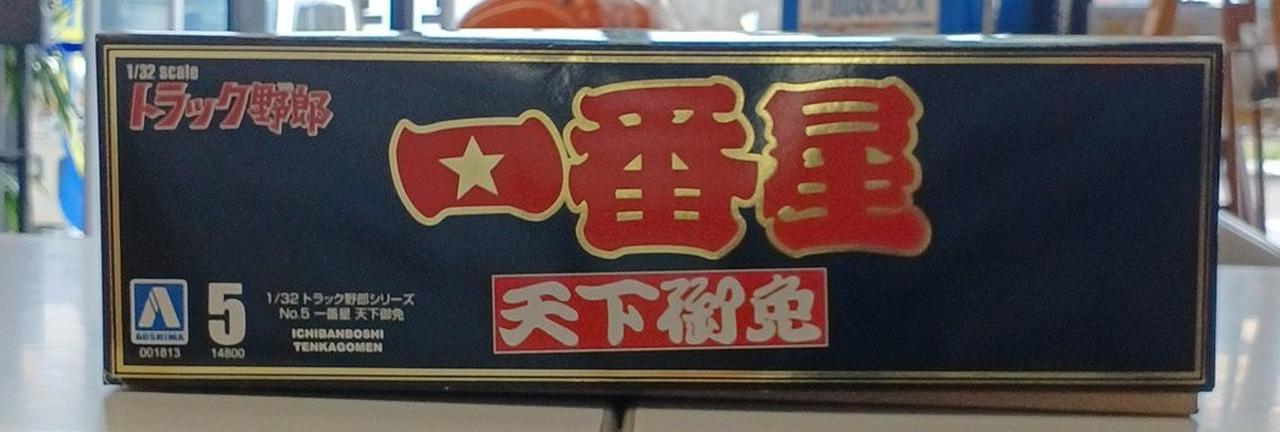 1/32 scale
トラック野郎
一番星
天下御免
AOSHIMA
001813
5
14800
1/32 トラック野郎シリーズ
No.5 一番星 天下御免
ICHIBANBOSHI
TENKAGOMEN